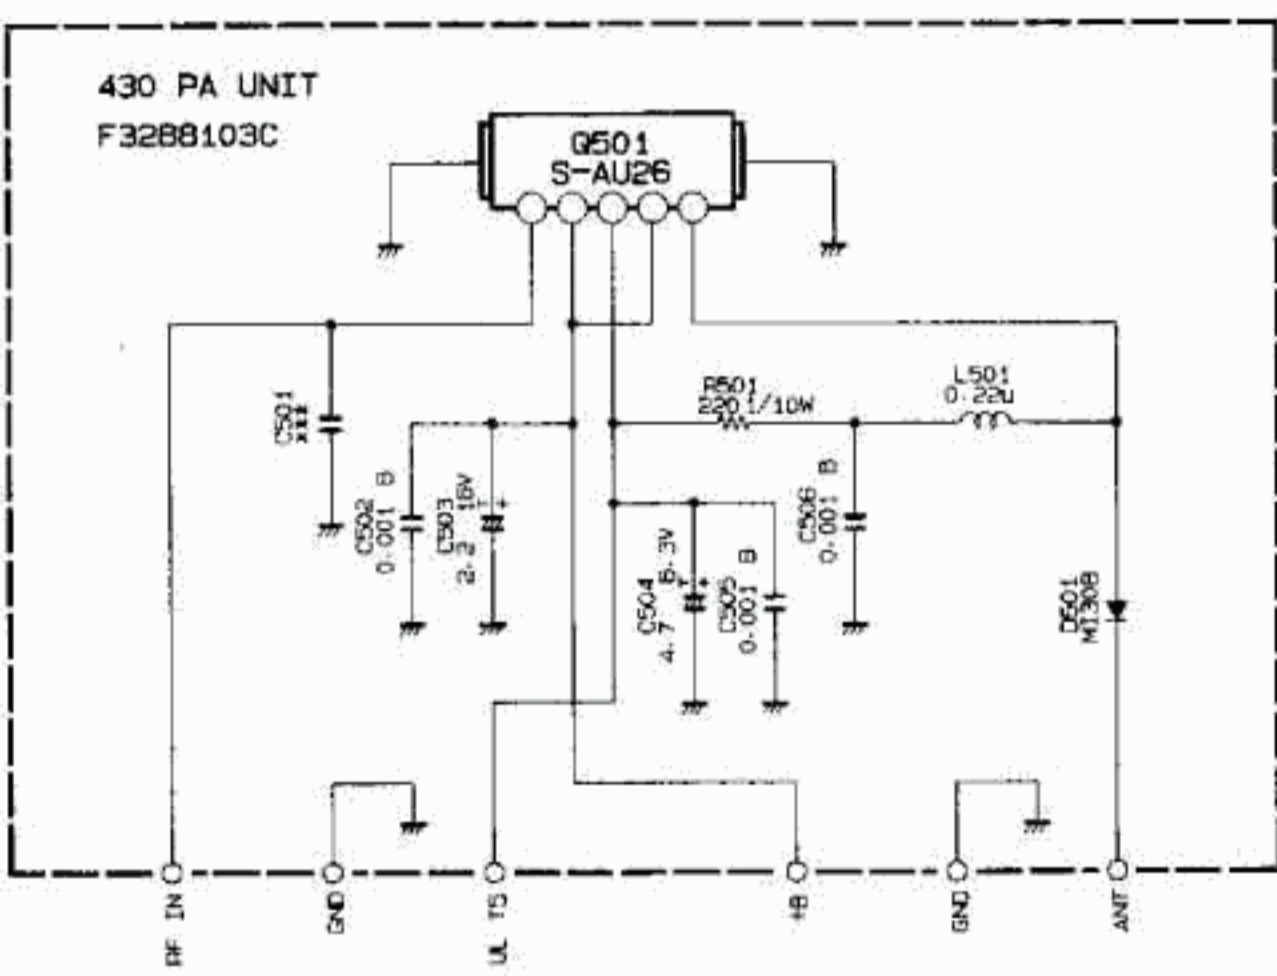 430 PA UNIT
F3288103C
Q501
S-AU26
C501
***
C502
0.001 B
C503
2.2 16V
R501
220 1/10W
L501
0.22u
C504
4.7 6.3V
C505
0.001 B
C506
0.001 B
D501
MI308
RF IN
GND
UL T5
+B
GND
ANT